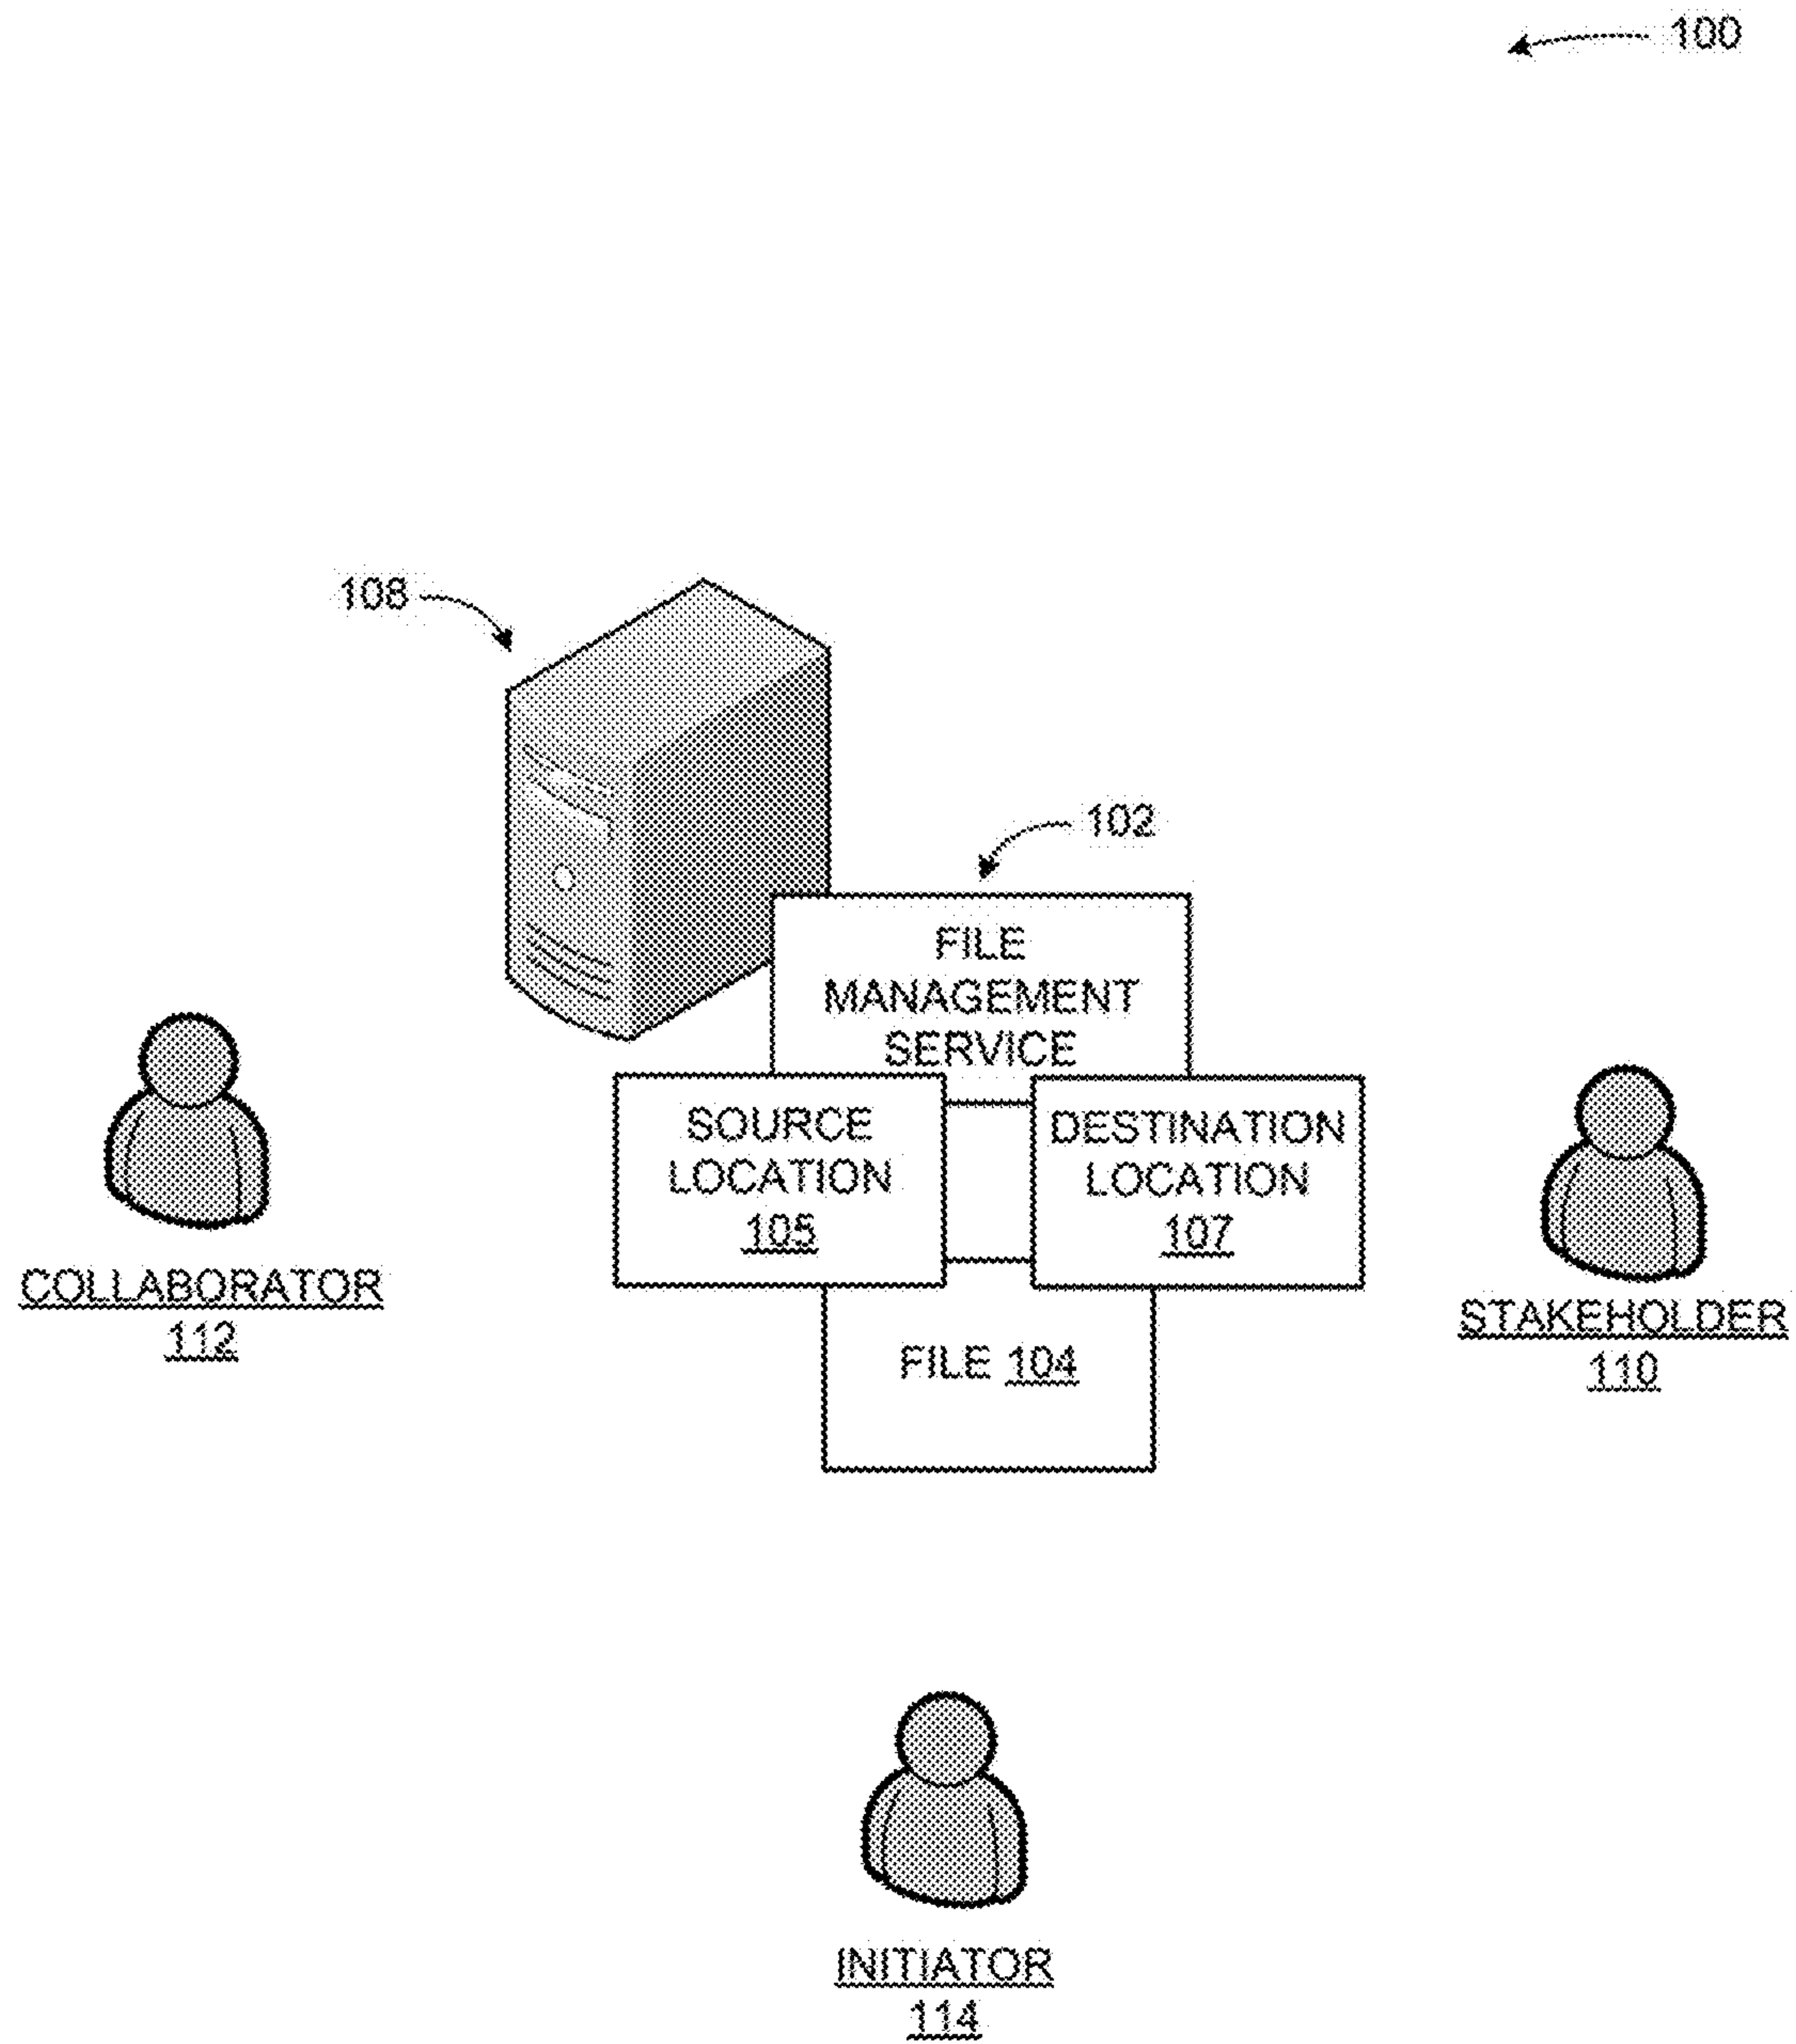 100
108
102
FILE
MANAGEMENT
SERVICE
SOURCE
LOCATION
105
DESTINATION
LOCATION
107
COLLABORATOR
112
STAKEHOLDER
110
FILE 104
INITIATOR
114